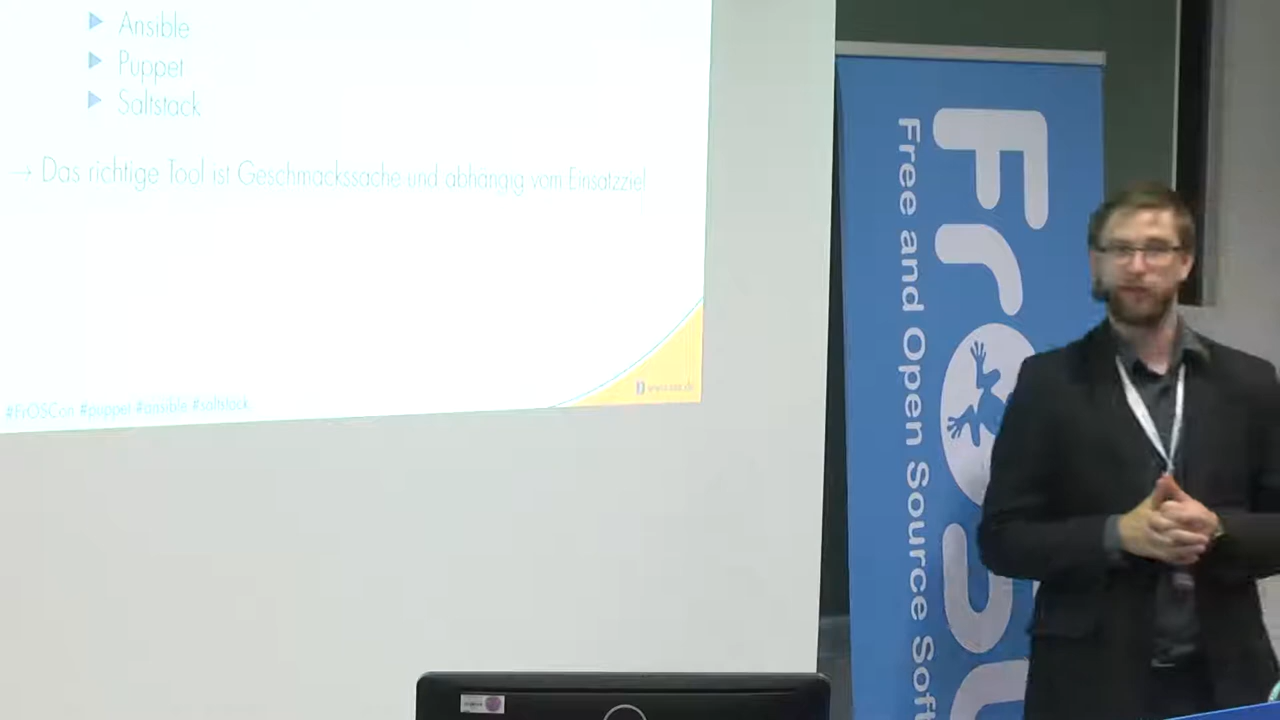 Ansible
Puppet
Saltstack
→ Das richtige Tool ist Geschmackssache und abhängig vom Einsatzziel
#FrOSCon #puppet #ansible #saltstack
FrOSC
Free and Open Source Soft